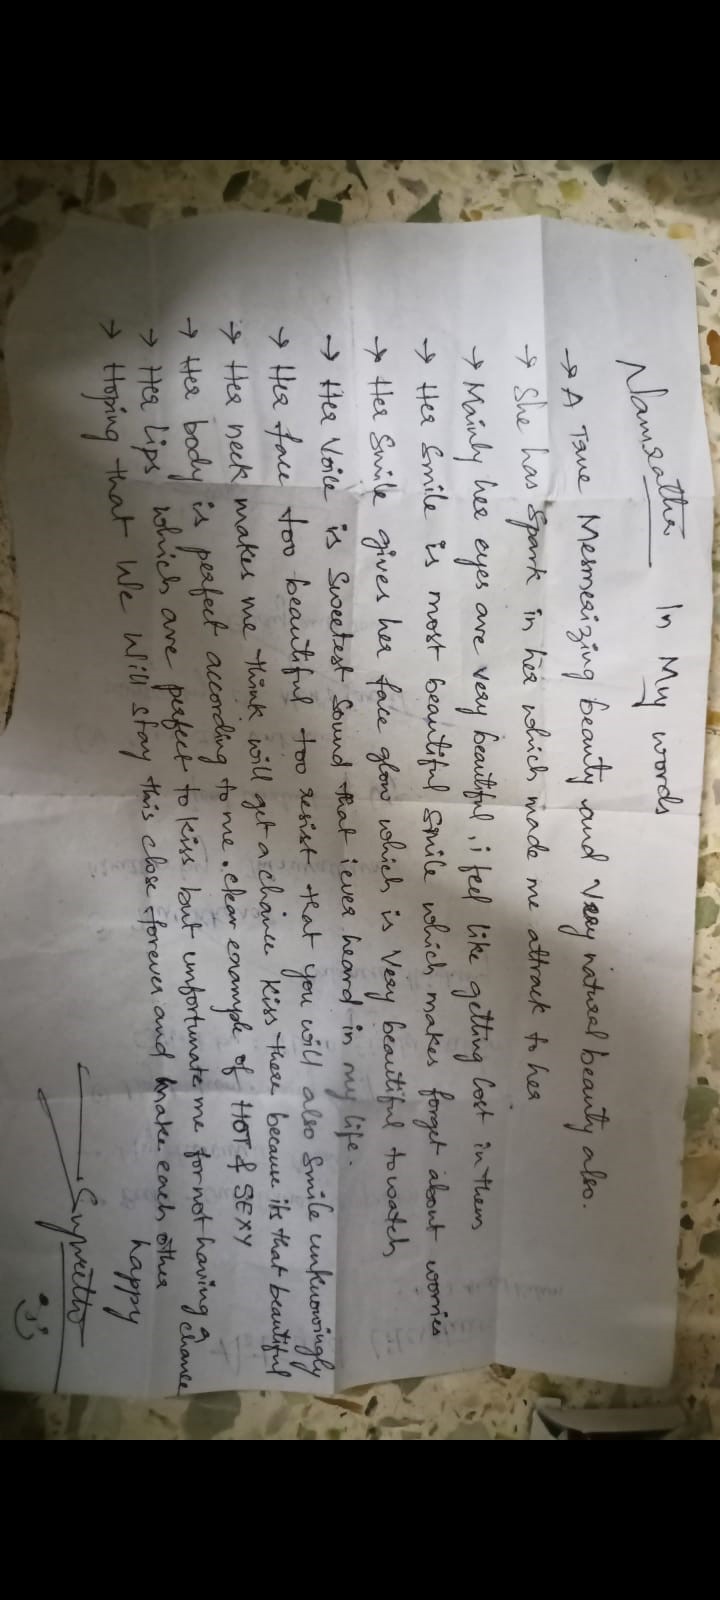 Namratha In My words
→ A True Mesmerizing beauty and Very natural beauty also.
→ She has spark in her which made me attrack to her
→ Mainly her eyes are very beautiful, i feel like getting lost in them
→ Her Smile is most beautiful smile which makes forget about worries
→ Her Smile gives her face glow which is Very beautiful to watch
→ Her Voice is Sweetest Sound that i ever heard in my life.
→ Her face too beautiful too resist that you will also smile unknowingly
→ Her neck makes me think will get a chance kiss there because its that beautiful
→ Her body is perfect according to me. clear example of HOT & SEXY
→ Her Lips which are perfect to kiss but unfortunate me for not having a chance
→ Hoping that We Will stay this close forever and make each other
happy